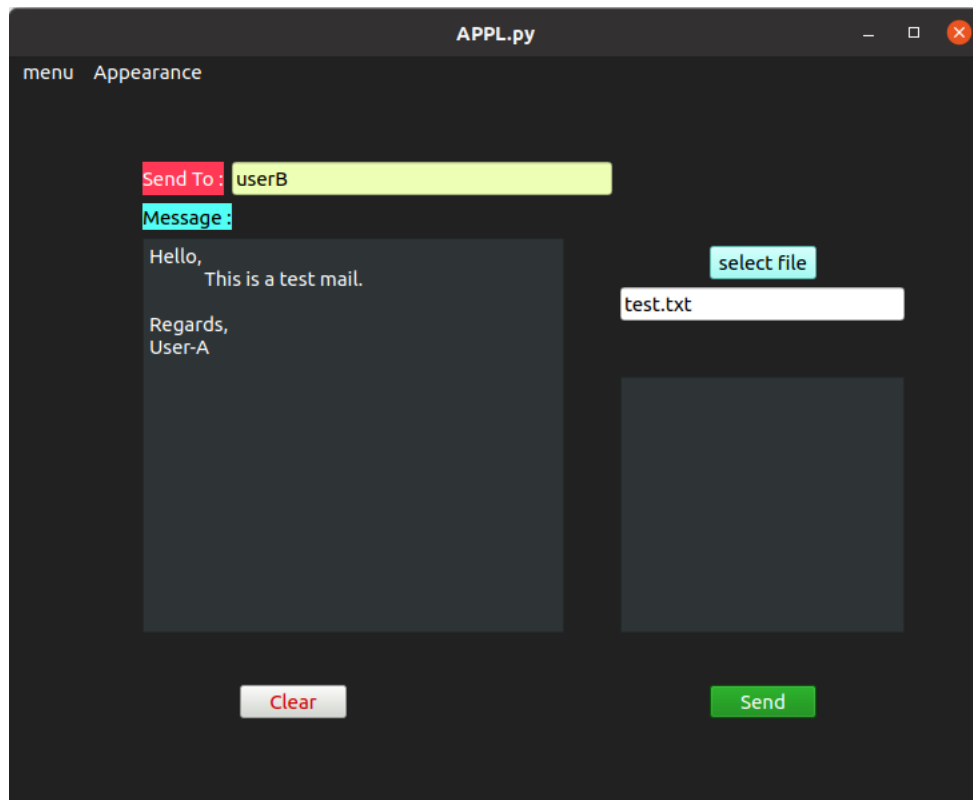 APPL.py
menu Appearance
Send To : userB
Message :
Hello,
This is a test mail.
Regards,
User-A
select file
test.txt
Clear
Send